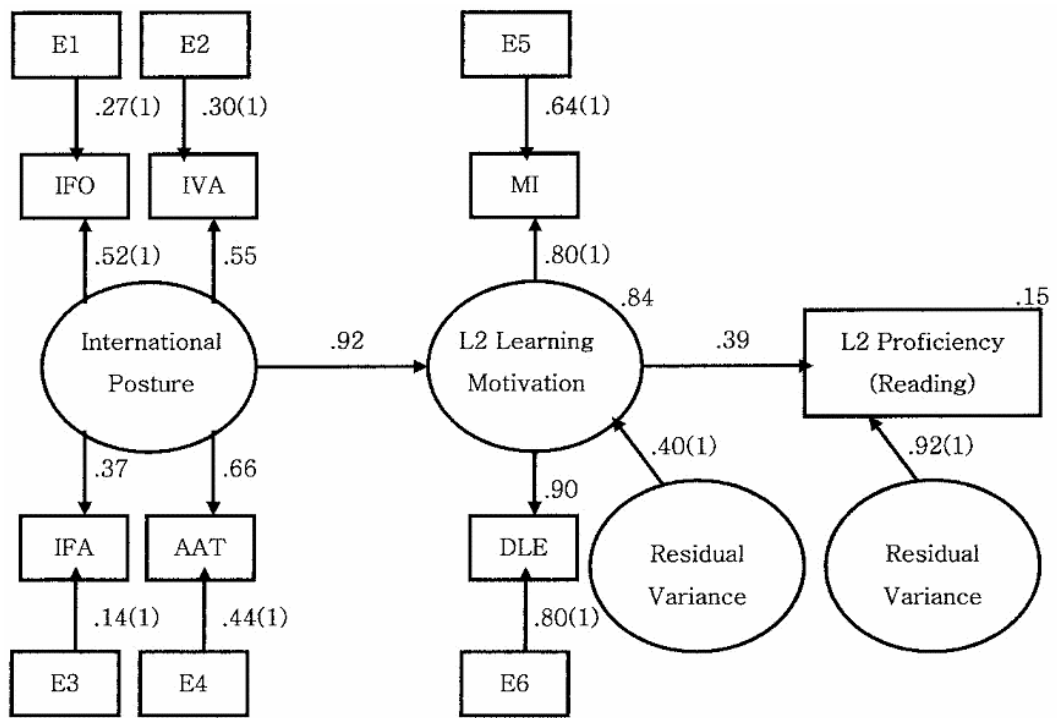 E1
E2
E5
.27(1)
.30(1)
.64(1)
IFO
IVA
MI
.52(1)
.55
.80(1)
.84
.15
International
Posture
.92
L2 Learning
Motivation
.39
L2 Proficiency
(Reading)
.37
.66
.90
.40(1)
.92(1)
IFA
AAT
DLE
Residual
Variance
Residual
Variance
.14(1)
.44(1)
.80(1)
E3
E4
E6